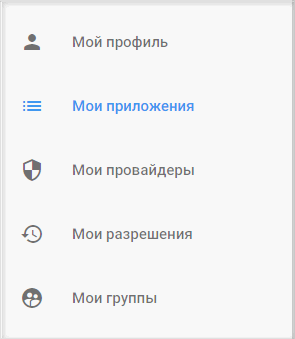 Мой профиль
Мои приложения
Мои провайдеры
Мои разрешения
Мои группы